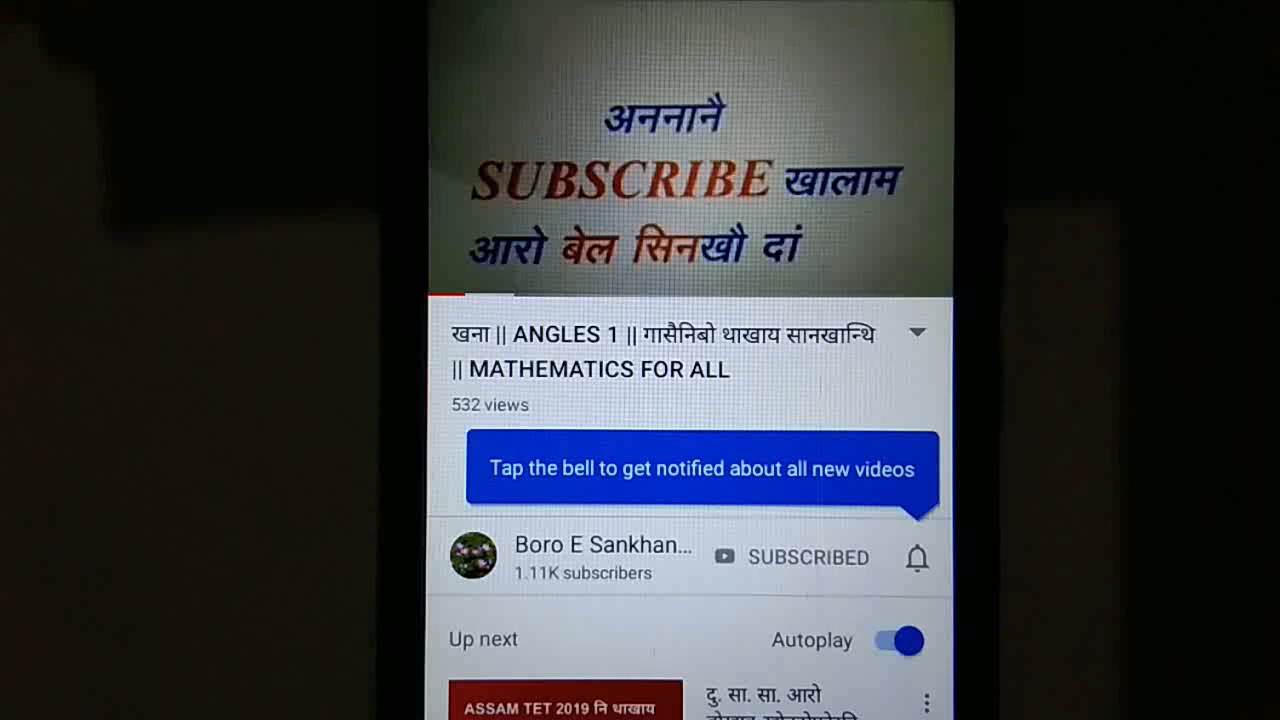 अननानै
SUBSCRIBE खालाम
आरो बेल सिनखौ दां
खना || ANGLES 1 || गासैनिबो थाखाय सानखान्थि
|| MATHEMATICS FOR ALL
532 views
Tap the bell to get notified about all new videos
Boro E Sankhan...
SUBSCRIBED
1.11K subscribers
Up next
Autoplay
ASSAM TET 2019 नि थाखाय
दु. सा. सा. आरो